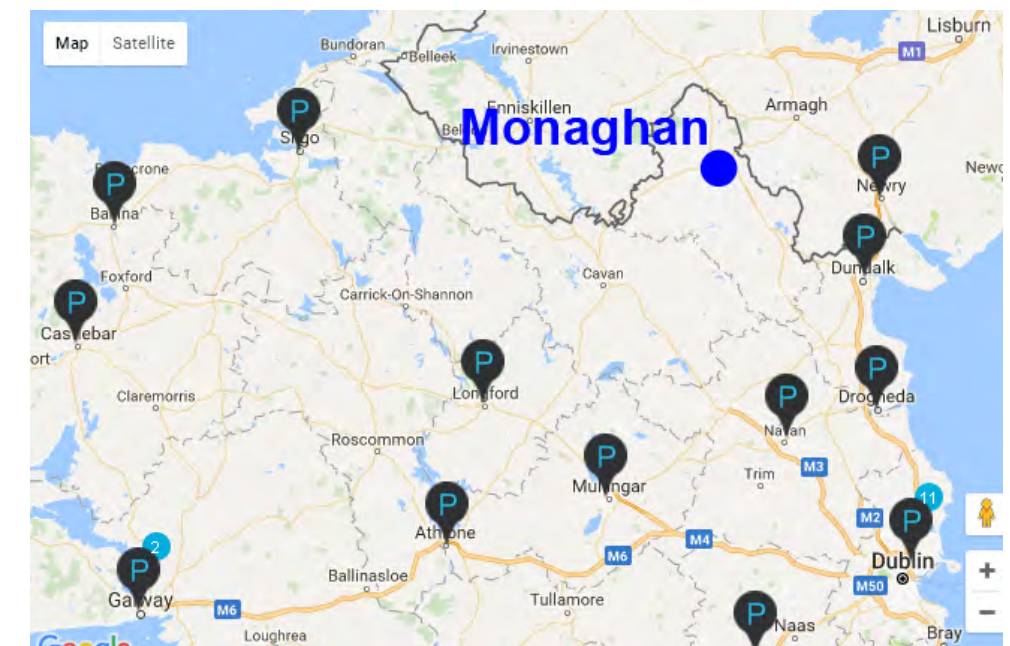 Map
Satellite
Bundoran
Belleek
Irvinestown
Lisburn
M1
Enniskillen
Armagh
Monaghan
P
Sligo
P
Newry
P
Ballina
P
Dundalk
Foxford
Cavan
Carrick-On-Shannon
P
Castlebar
P
Longford
P
Drogheda
Claremorris
P
Navan
Roscommon
P
Mullingar
Trim
M3
P
Athlone
11
P
M2
Dublin
2
P
Galway
M6
M4
M6
M50
Ballinasloe
Tullamore
P
Naas
Loughrea
Bray
Google
+
−